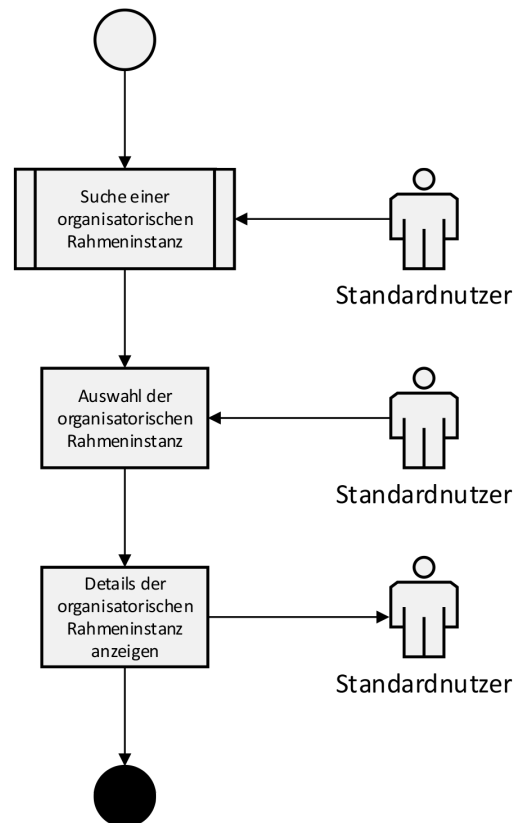 Suche einer
organisatorischen
Rahmeninstanz
Standardnutzer
Auswahl der
organisatorischen
Rahmeninstanz
Standardnutzer
Details der
organisatorischen
Rahmeninstanz
anzeigen
Standardnutzer